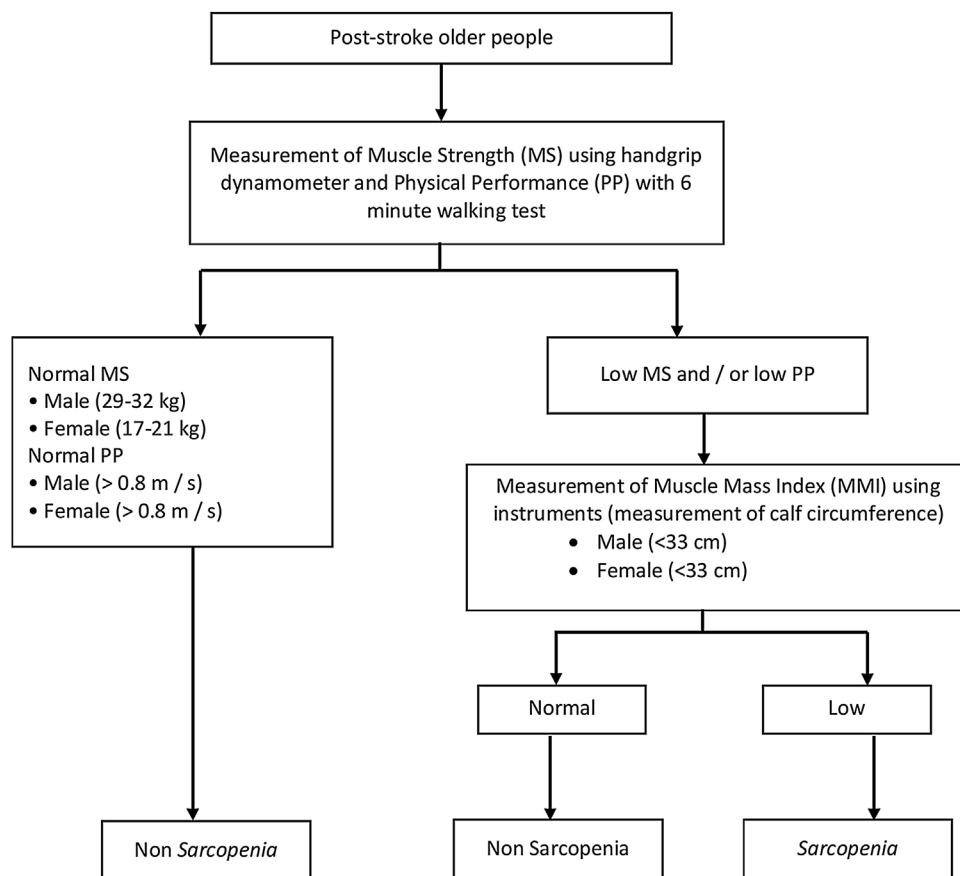 Post-stroke older people
Measurement of Muscle Strength (MS) using handgrip
dynamometer and Physical Performance (PP) with 6
minute walking test
Normal MS
• Male (29-32 kg)
• Female (17-21 kg)
Normal PP
• Male (> 0.8 m / s)
• Female (> 0.8 m / s)
Low MS and / or low PP
Measurement of Muscle Mass Index (MMI) using
instruments (measurement of calf circumference)
• Male (<33 cm)
• Female (<33 cm)
Normal
Low
Non Sarcopenia
Non Sarcopenia
Sarcopenia